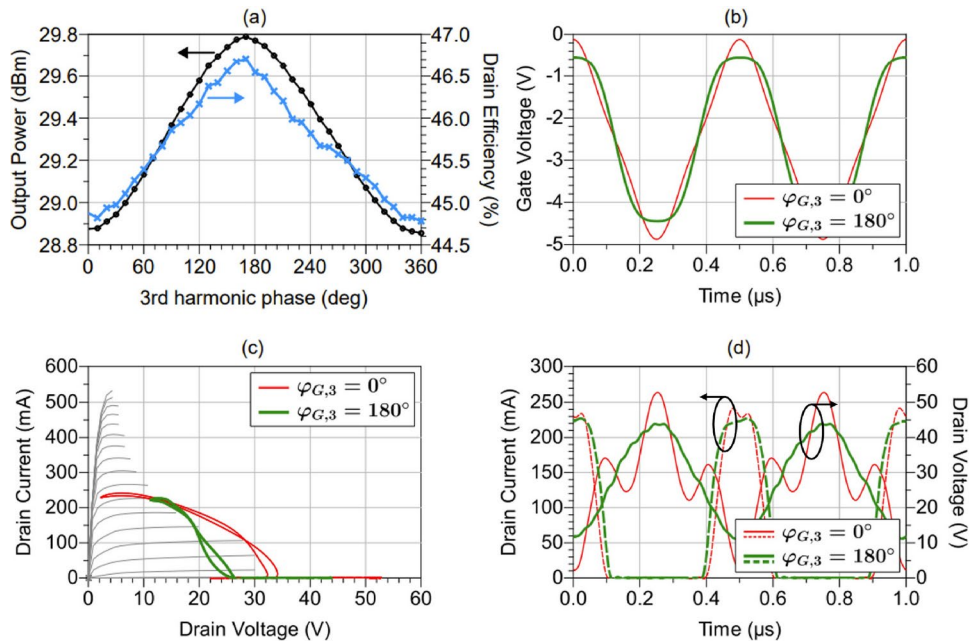 (a)
29.8
29.6
29.4
29.2
29.0
28.8
Output Power (dBm)
47.0
46.5
46.0
45.5
45.0
44.5
Drain Efficiency (%)
0 60 120 180 240 300 360
3rd harmonic phase (deg)
(b)
0
-1
-2
-3
-4
-5
Gate Voltage (V)
φG,3 = 0°
φG,3 = 180°
0.0 0.2 0.4 0.6 0.8 1.0
Time (µs)
(c)
600
500
400
300
200
100
0
Drain Current (mA)
φG,3 = 0°
φG,3 = 180°
0 10 20 30 40 50 60
Drain Voltage (V)
(d)
300
250
200
150
100
50
0
Drain Current (mA)
60
50
40
30
20
10
0
Drain Voltage (V)
φG,3 = 0°
φG,3 = 180°
0.0 0.2 0.4 0.6 0.8 1.0
Time (µs)